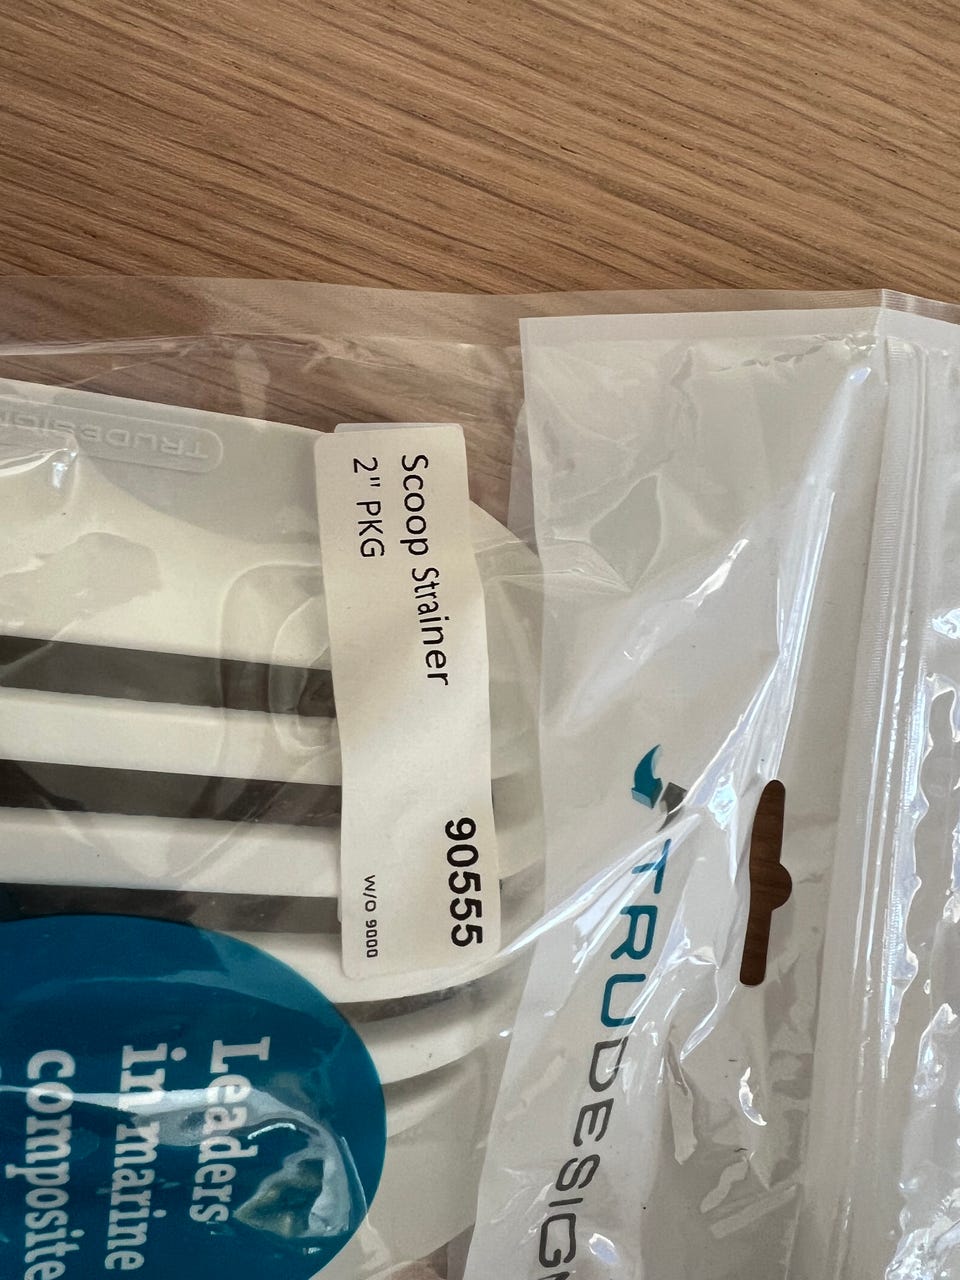 TRUDESIGN
Scoop Strainer
2" PKG
90555
W/O 9000
TRUDESIGN
Leaders
in marine
composite